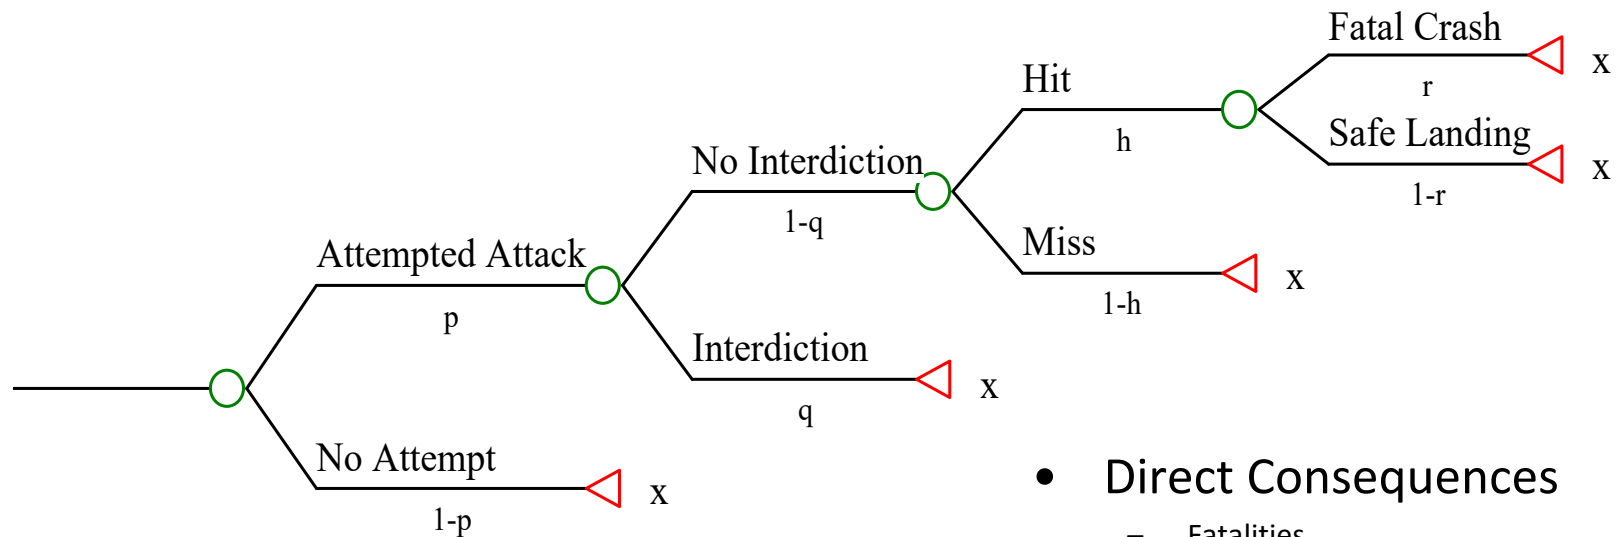 Fatal Crash
x
r
Hit
Safe Landing
x
h
1-r
No Interdiction
1-q
Miss
x
1-h
Attempted Attack
p
Interdiction
x
q
No Attempt
x
1-p
• Direct Consequences
– Fatalities